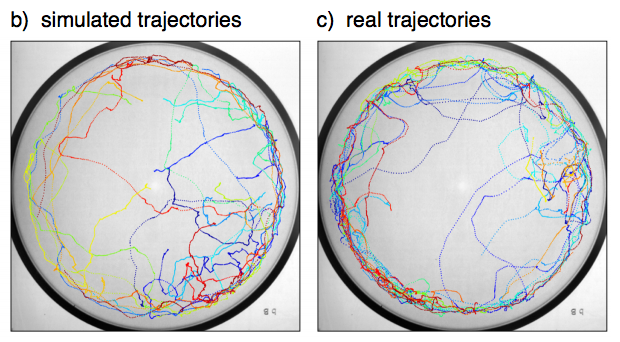 b) simulated trajectories
c) real trajectories